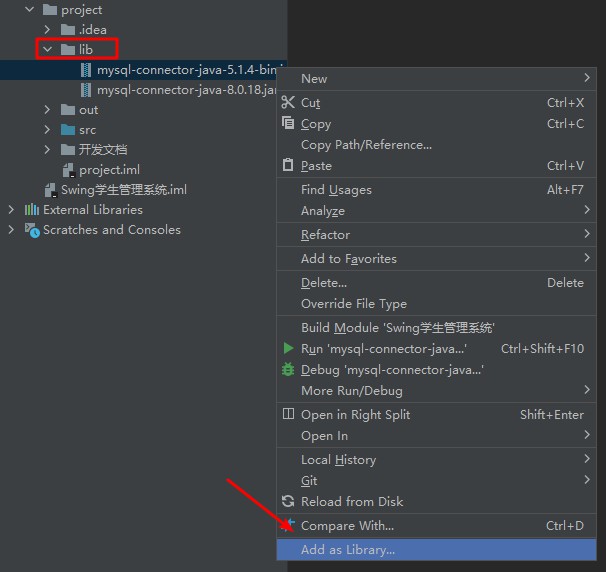 project
.idea
lib
mysql-connector-java-5.1.4-bin
mysql-connector-java-8.0.18.jar
out
src
开发文档
project.iml
Swing学生管理系统.iml
External Libraries
Scratches and Consoles
New
Cut Ctrl+X
Copy Ctrl+C
Copy Path/Reference...
Paste Ctrl+V
Find Usages Alt+F7
Analyze
Refactor
Add to Favorites
Delete... Delete
Override File Type
Build Module 'Swing学生管理系统'
Run 'mysql-connector-java...' Ctrl+Shift+F10
Debug 'mysql-connector-java...'
More Run/Debug
Open in Right Split Shift+Enter
Open In
Local History
Git
Reload from Disk
Compare With... Ctrl+D
Add as Library...